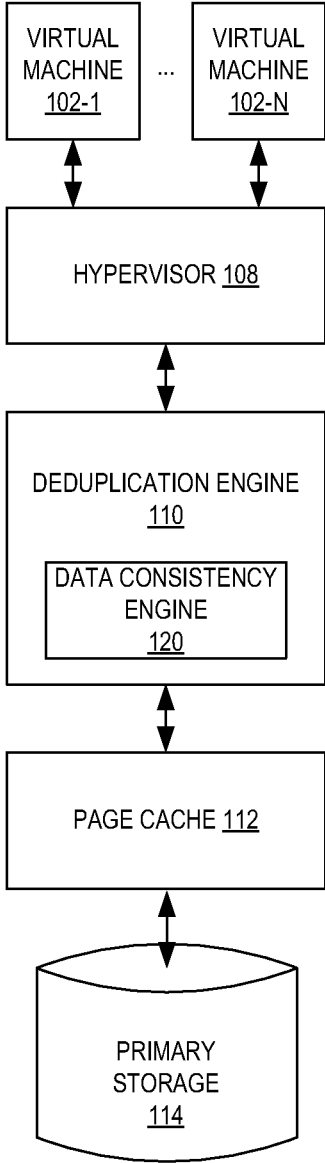 VIRTUAL
MACHINE
102-1
...
VIRTUAL
MACHINE
102-N
HYPERVISOR 108
DEDUPLICATION ENGINE
110
DATA CONSISTENCY
ENGINE
120
PAGE CACHE 112
PRIMARY
STORAGE
114